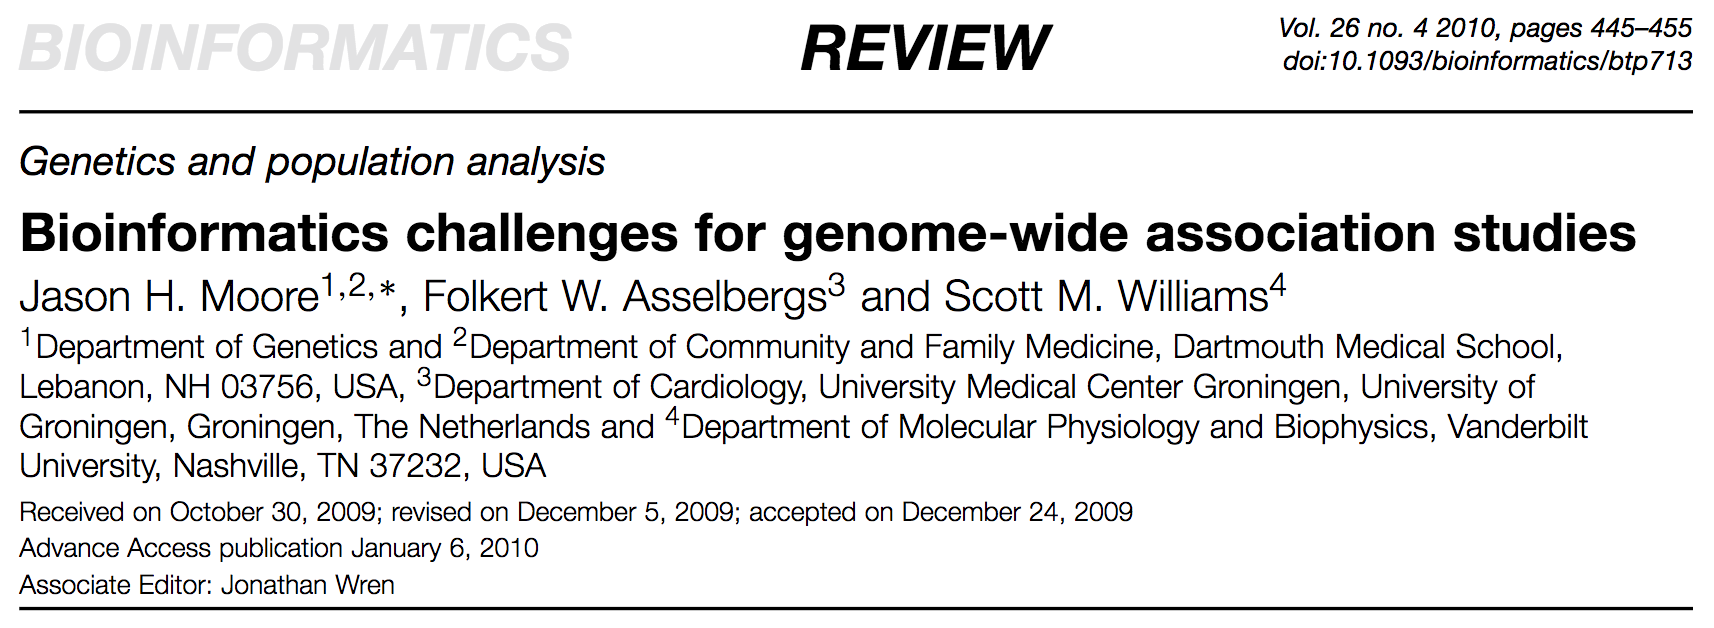 BIOINFORMATICS
REVIEW
Vol. 26 no. 4 2010, pages 445–455
doi:10.1093/bioinformatics/btp713
Genetics and population analysis
Bioinformatics challenges for genome-wide association studies
Jason H. Moore1,2,*, Folkert W. Asselbergs3 and Scott M. Williams4
1Department of Genetics and 2Department of Community and Family Medicine, Dartmouth Medical School,
Lebanon, NH 03756, USA, 3Department of Cardiology, University Medical Center Groningen, University of
Groningen, Groningen, The Netherlands and 4Department of Molecular Physiology and Biophysics, Vanderbilt
University, Nashville, TN 37232, USA
Received on October 30, 2009; revised on December 5, 2009; accepted on December 24, 2009
Advance Access publication January 6, 2010
Associate Editor: Jonathan Wren